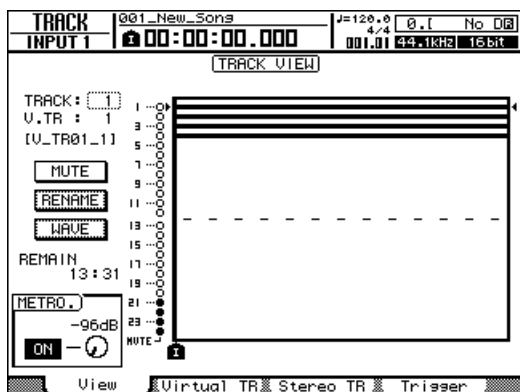 TRACK
INPUT 1
001_New_Song
00:00:00.000
♩=120.0
4/4
001.01
0.[ No D
44.1kHz 16bit
TRACK VIEW
TRACK: 1
V.TR : 1
[V_TR01_1]
MUTE
RENAME
WAVE
REMAIN
13:31
METRO.
-96dB
ON
1
3
5
7
9
11
13
15
17
19
21
23
MUTE
I
View
Virtual TR
Stereo TR
Trigger